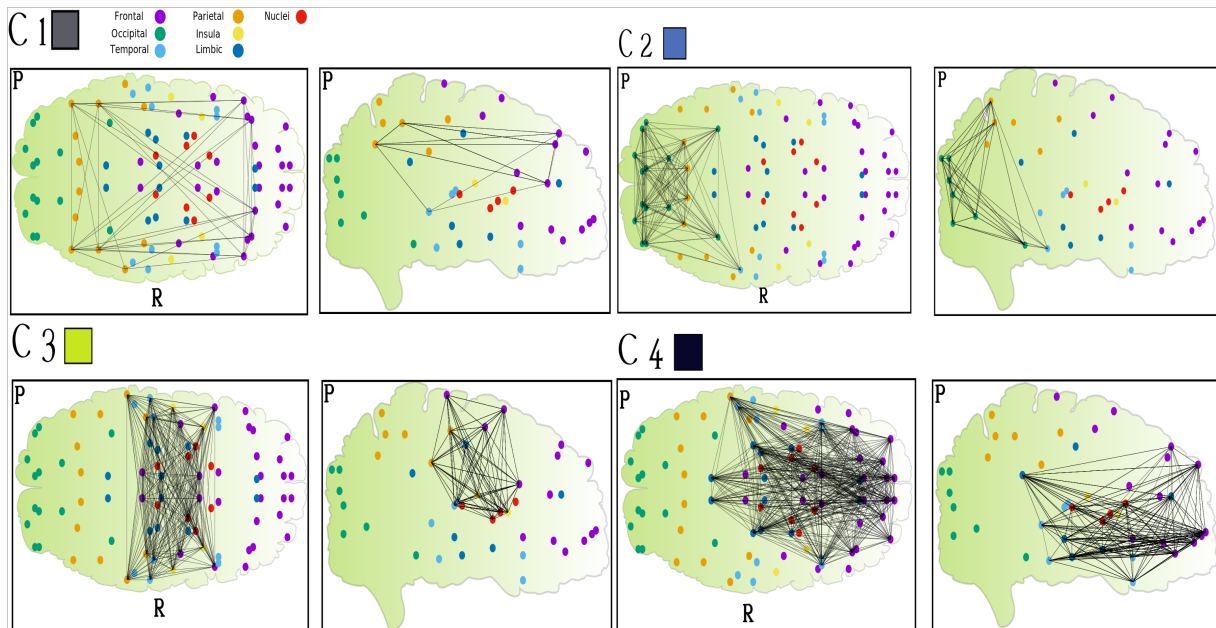 C 1
Frontal Parietal Nuclei
Occipital Insula
Temporal Limbic
C 2
P P P P
R R
C 3
C 4
P P P P
R R